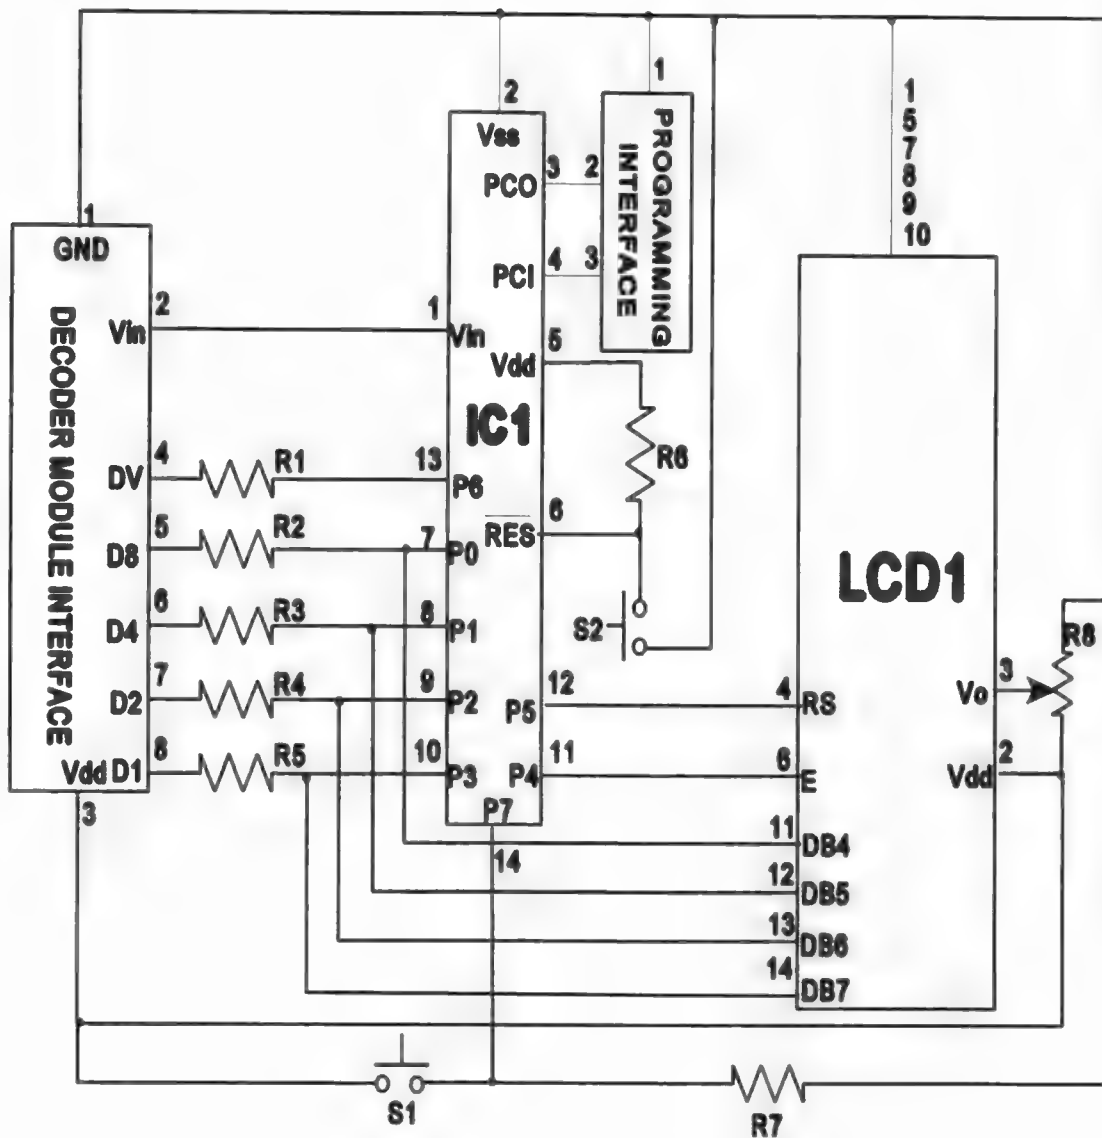 1
GND
DECODER MODULE INTERFACE
2
Vin
4
DV
5
D8
6
D4
7
D2
8
Vdd D1
3
R1
R2
R3
R4
R5
2
Vss
3
PCO
4
PCI
1
Vin
5
Vdd
IC1
13
P6
6
RES
7
P0
8
P1
9
P2
10
P3
12
P5
11
P4
P7
14
1
2
3
PROGRAMMING
INTERFACE
R6
S2
1
5
7
8
9
10
LCD1
4
RS
6
E
11
DB4
12
DB5
13
DB6
14
DB7
3
Vo
2
Vdd
R8
S1
R7